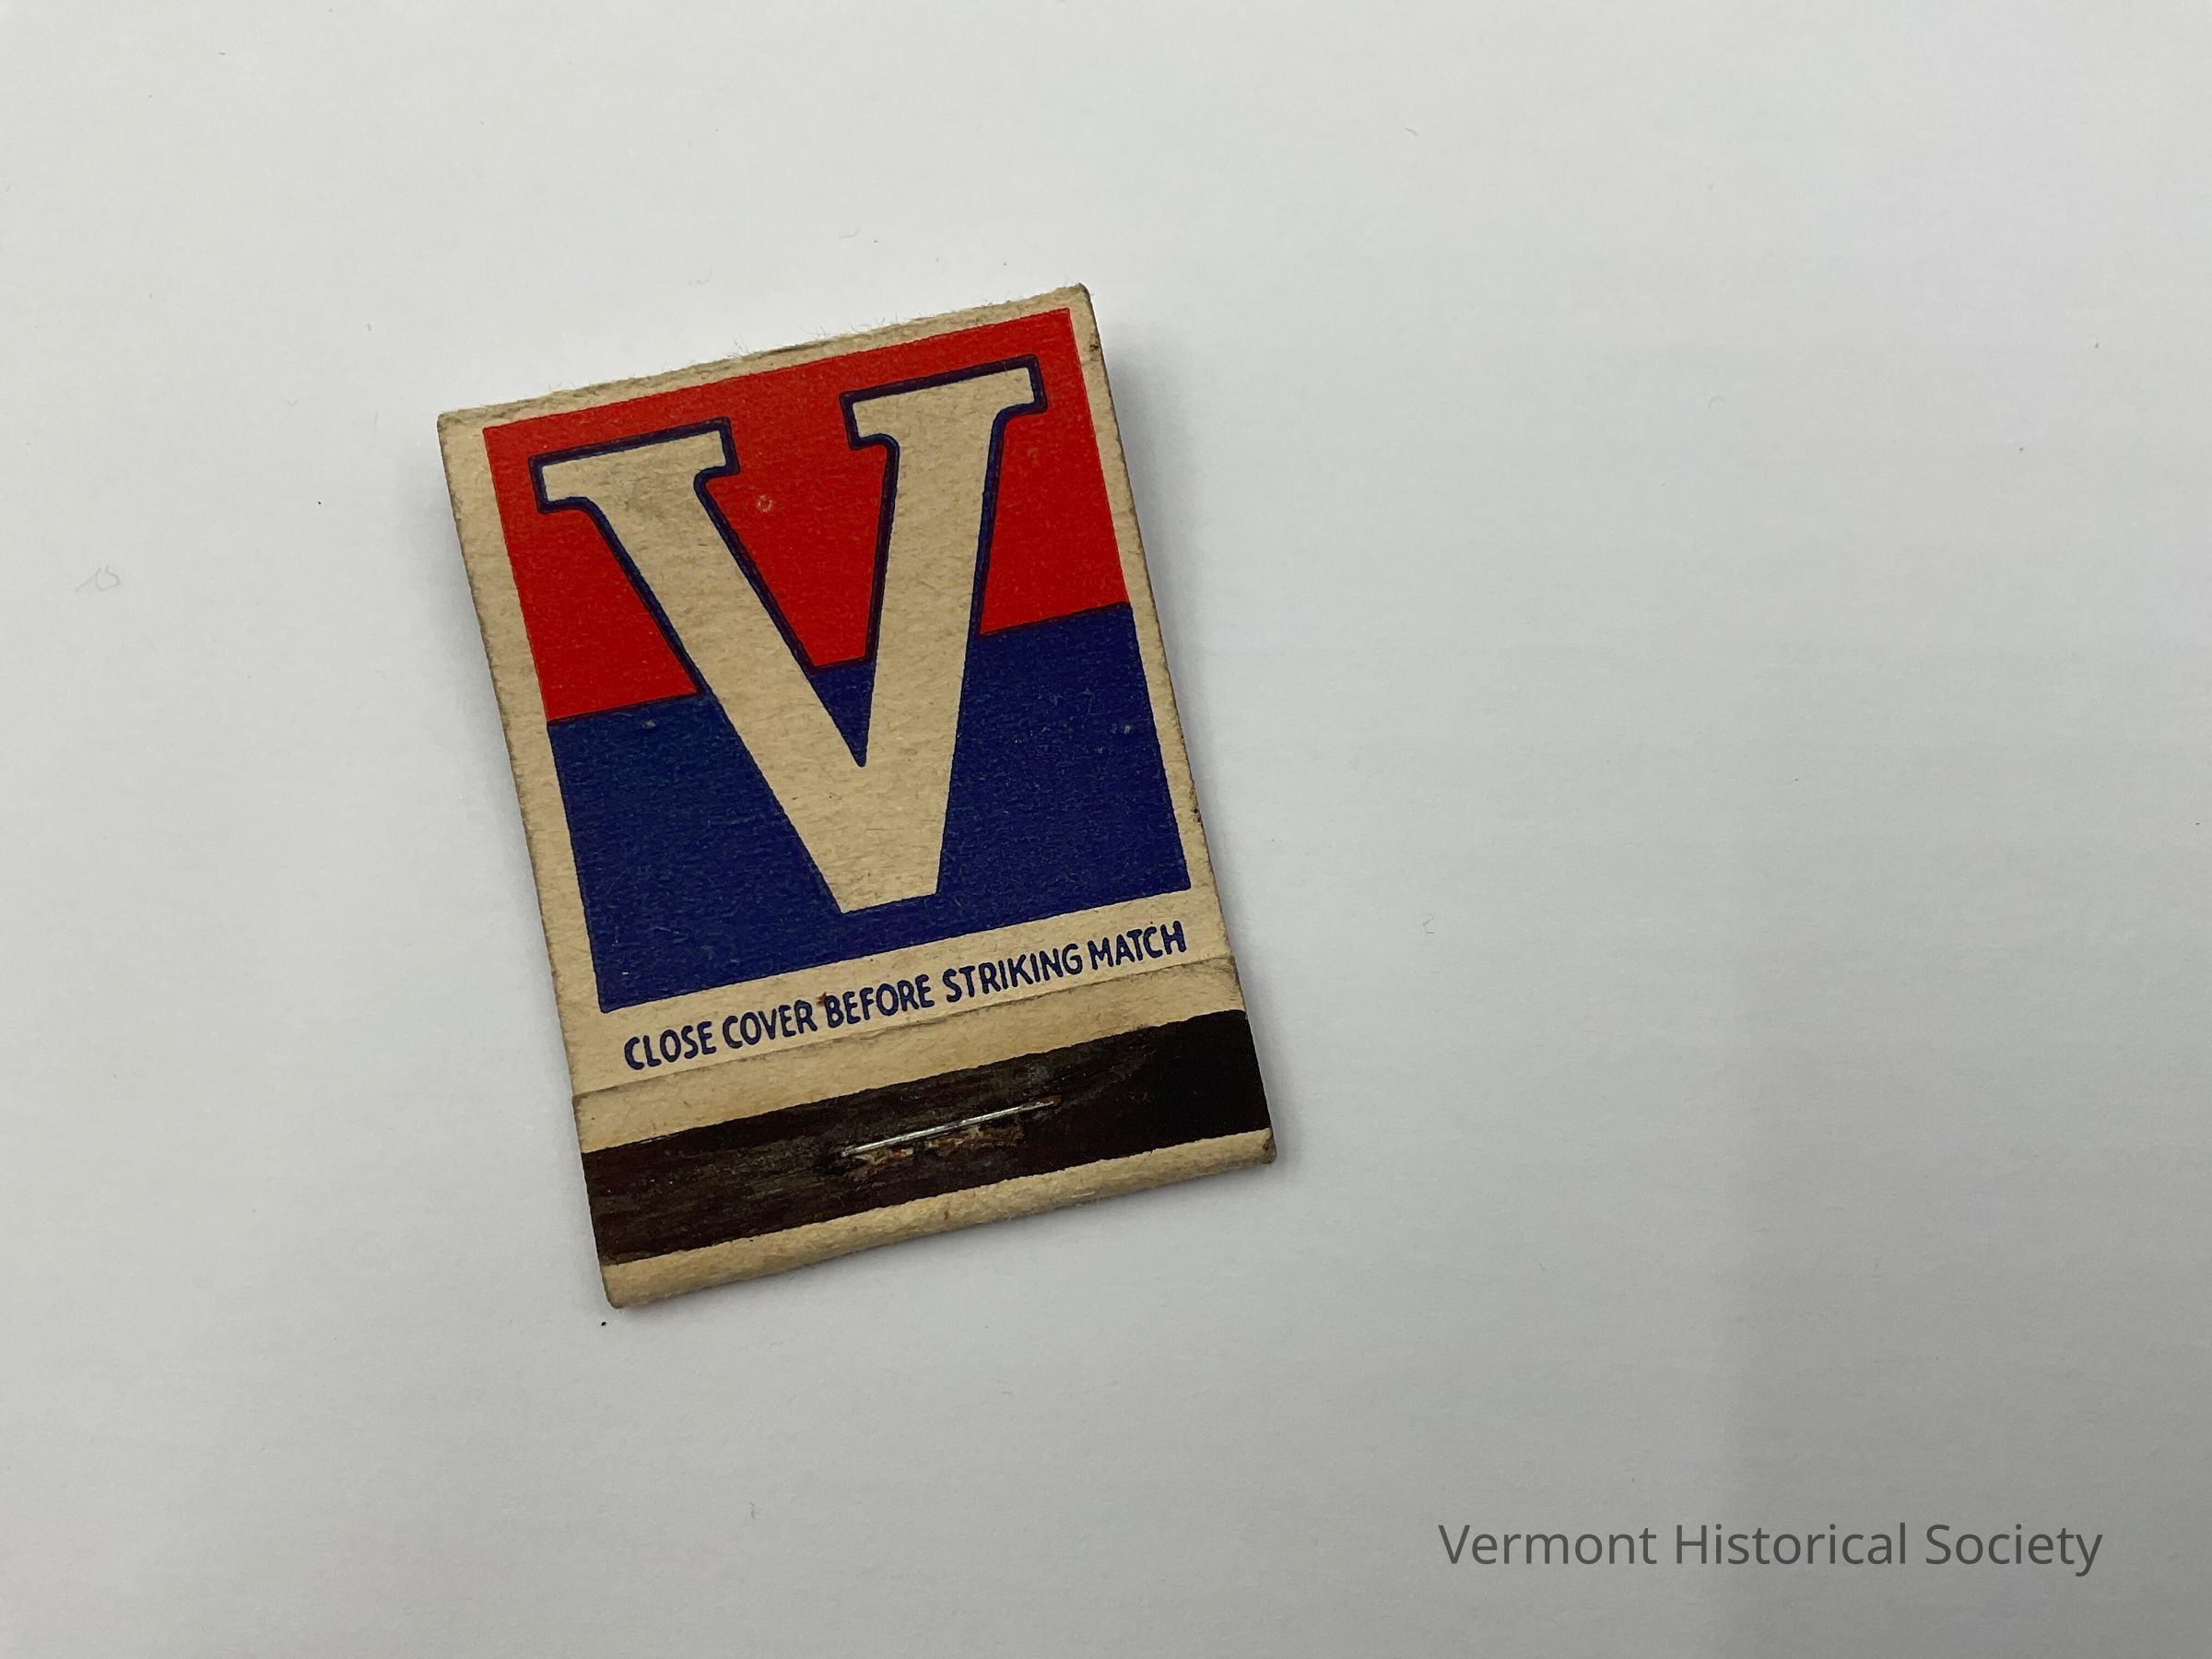 V
CLOSE COVER BEFORE STRIKING MATCH
Vermont Historical Society